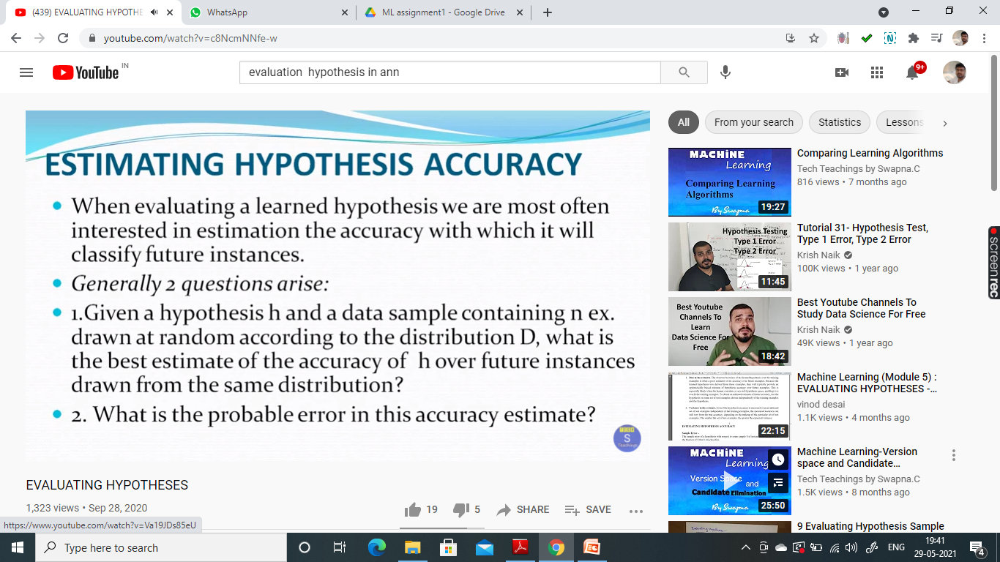 (439) EVALUATING HYPOTHE
WhatsApp
ML assignment1 - Google Drive
youtube.com/watch?v=c8NcmNNfe-w
YouTube IN
evaluation hypothesis in ann
9+
ESTIMATING HYPOTHESIS ACCURACY
When evaluating a learned hypothesis we are most often
interested in estimation the accuracy with which it will
classify future instances.
Generally 2 questions arise:
1.Given a hypothesis h and a data sample containing n ex.
drawn at random according to the distribution D, what is
the best estimate of the accuracy of h over future instances
drawn from the same distribution?
2. What is the probable error in this accuracy estimate?
S
Teachings
EVALUATING HYPOTHESES
1,323 views • Sep 28, 2020
19
5
SHARE
SAVE
https://www.youtube.com/watch?v=Va19JDs85eU
All
From your search
Statistics
Lessons
MACHiNE
Learning
Comparing Learning
Algorithms
By Swapna
19:27
Comparing Learning Algorithms
Tech Teachings by Swapna.C
816 views • 7 months ago
Hypothesis Testing
Type 1 Error
Type 2 Error
11:45
Tutorial 31- Hypothesis Test,
Type 1 Error, Type 2 Error
Krish Naik
100K views • 1 year ago
Best Youtube
Channels To
Learn
Data Science For
Free
18:42
Best Youtube Channels To
Study Data Science For Free
Krish Naik
49K views • 1 year ago
ESTIMATING HYPOTHESIS ACCURACY
22:15
Machine Learning (Module 5) :
EVALUATING HYPOTHESES -...
vinod desai
1.1K views • 4 months ago
MACHiNE
Learning
Version Space and
Candidate Elimination
By Swapna
25:50
Machine Learning-Version
space and Candidate...
Tech Teachings by Swapna.C
1.5K views • 8 months ago
9 Evaluating Hypothesis Sample
screenrec
Type here to search
ENG
19:41
29-05-2021
4